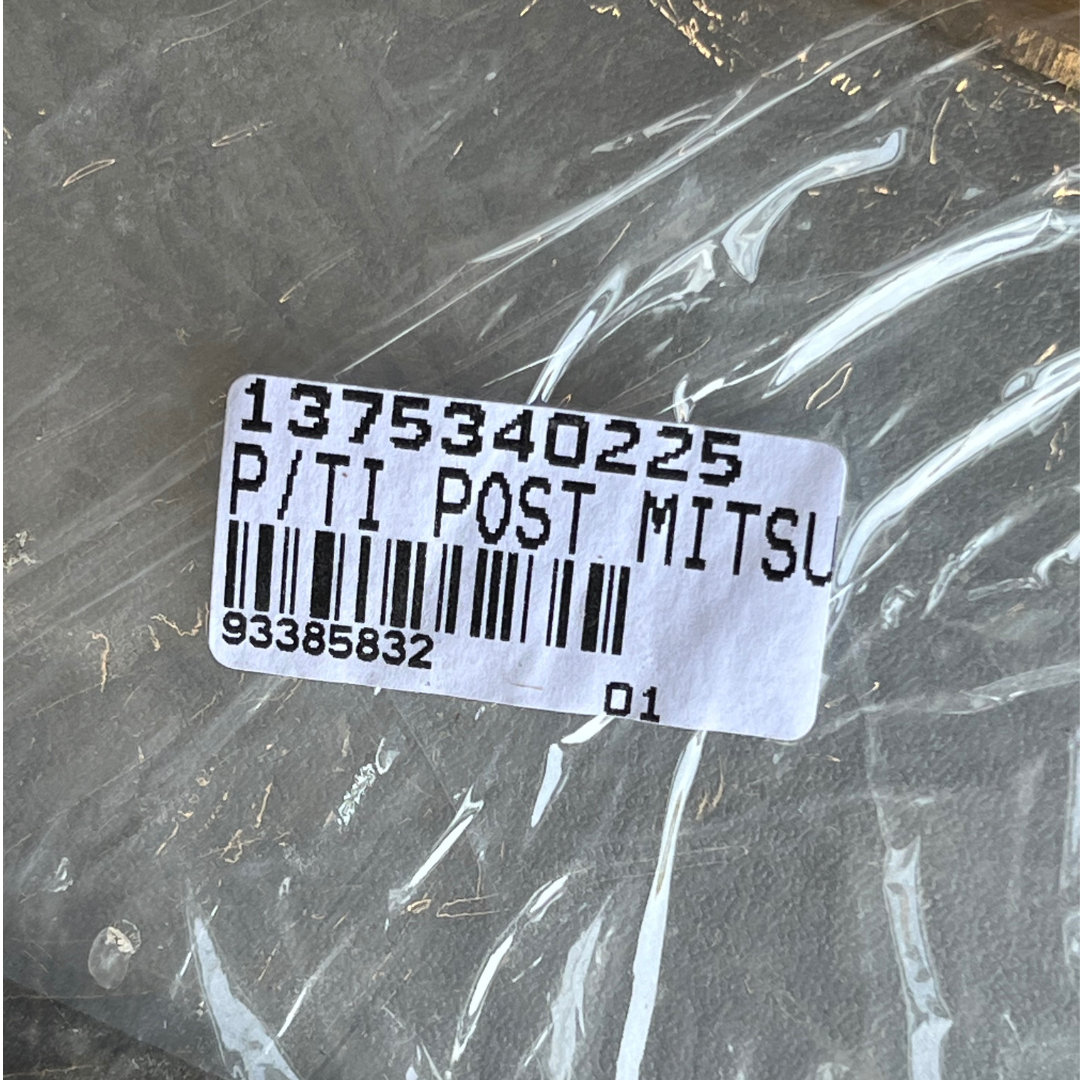 1375340225
P/TI POST MITSU
93385832
01